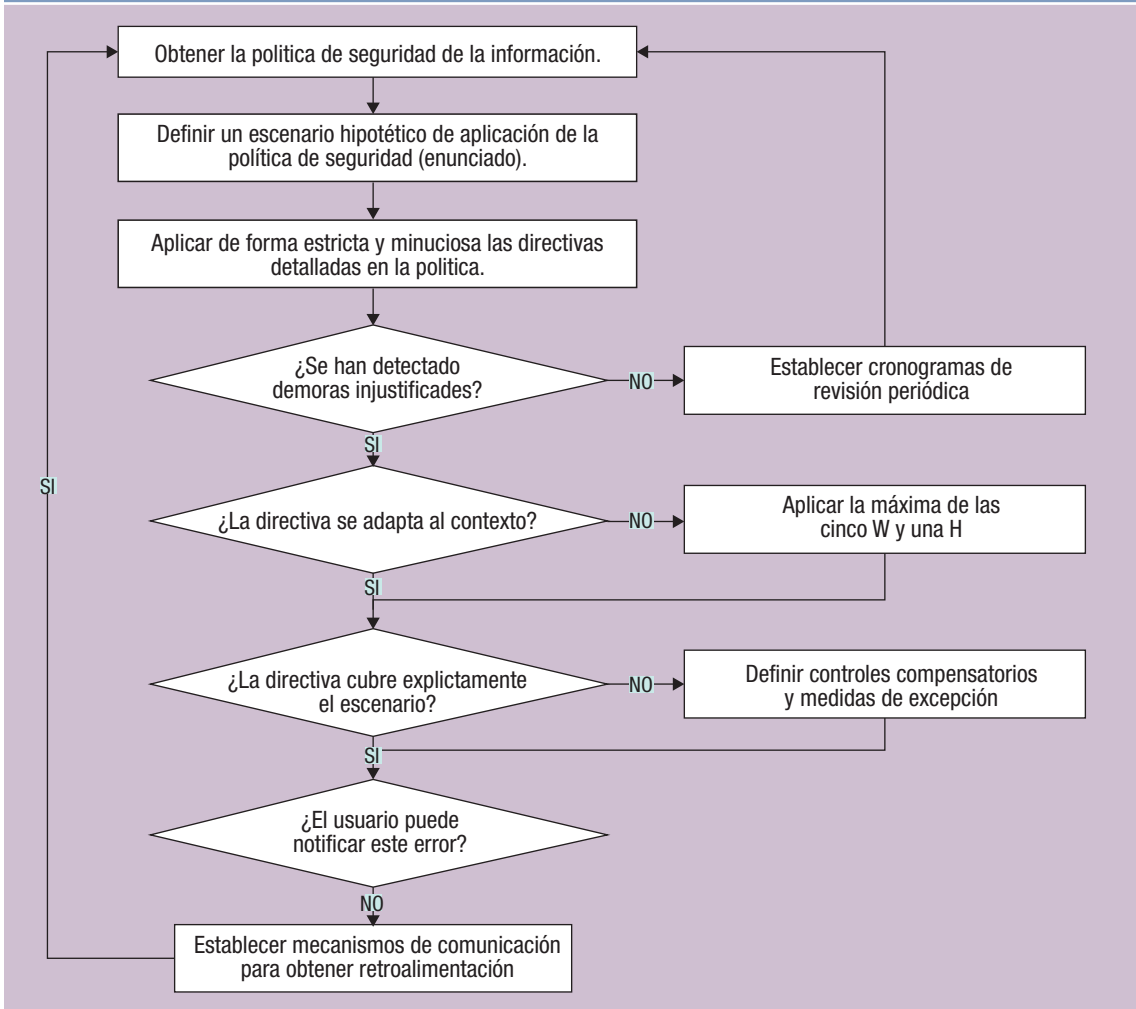 Obtener la politica de seguridad de la información.
Definir un escenario hipotético de aplicación de la
política de seguridad (enunciado).
Aplicar de forma estricta y minuciosa las directivas
detalladas en la politica.
¿Se han detectado
demoras injustificades?
NO
Establecer cronogramas de
revisión periódica
SI
¿La directiva se adapta al contexto?
NO
Aplicar la máxima de las
cinco W y una H
SI
SI
¿La directiva cubre explictamente
el escenario?
NO
Definir controles compensatorios
y medidas de excepción
SI
¿El usuario puede
notificar este error?
NO
Establecer mecanismos de comunicación
para obtener retroalimentación